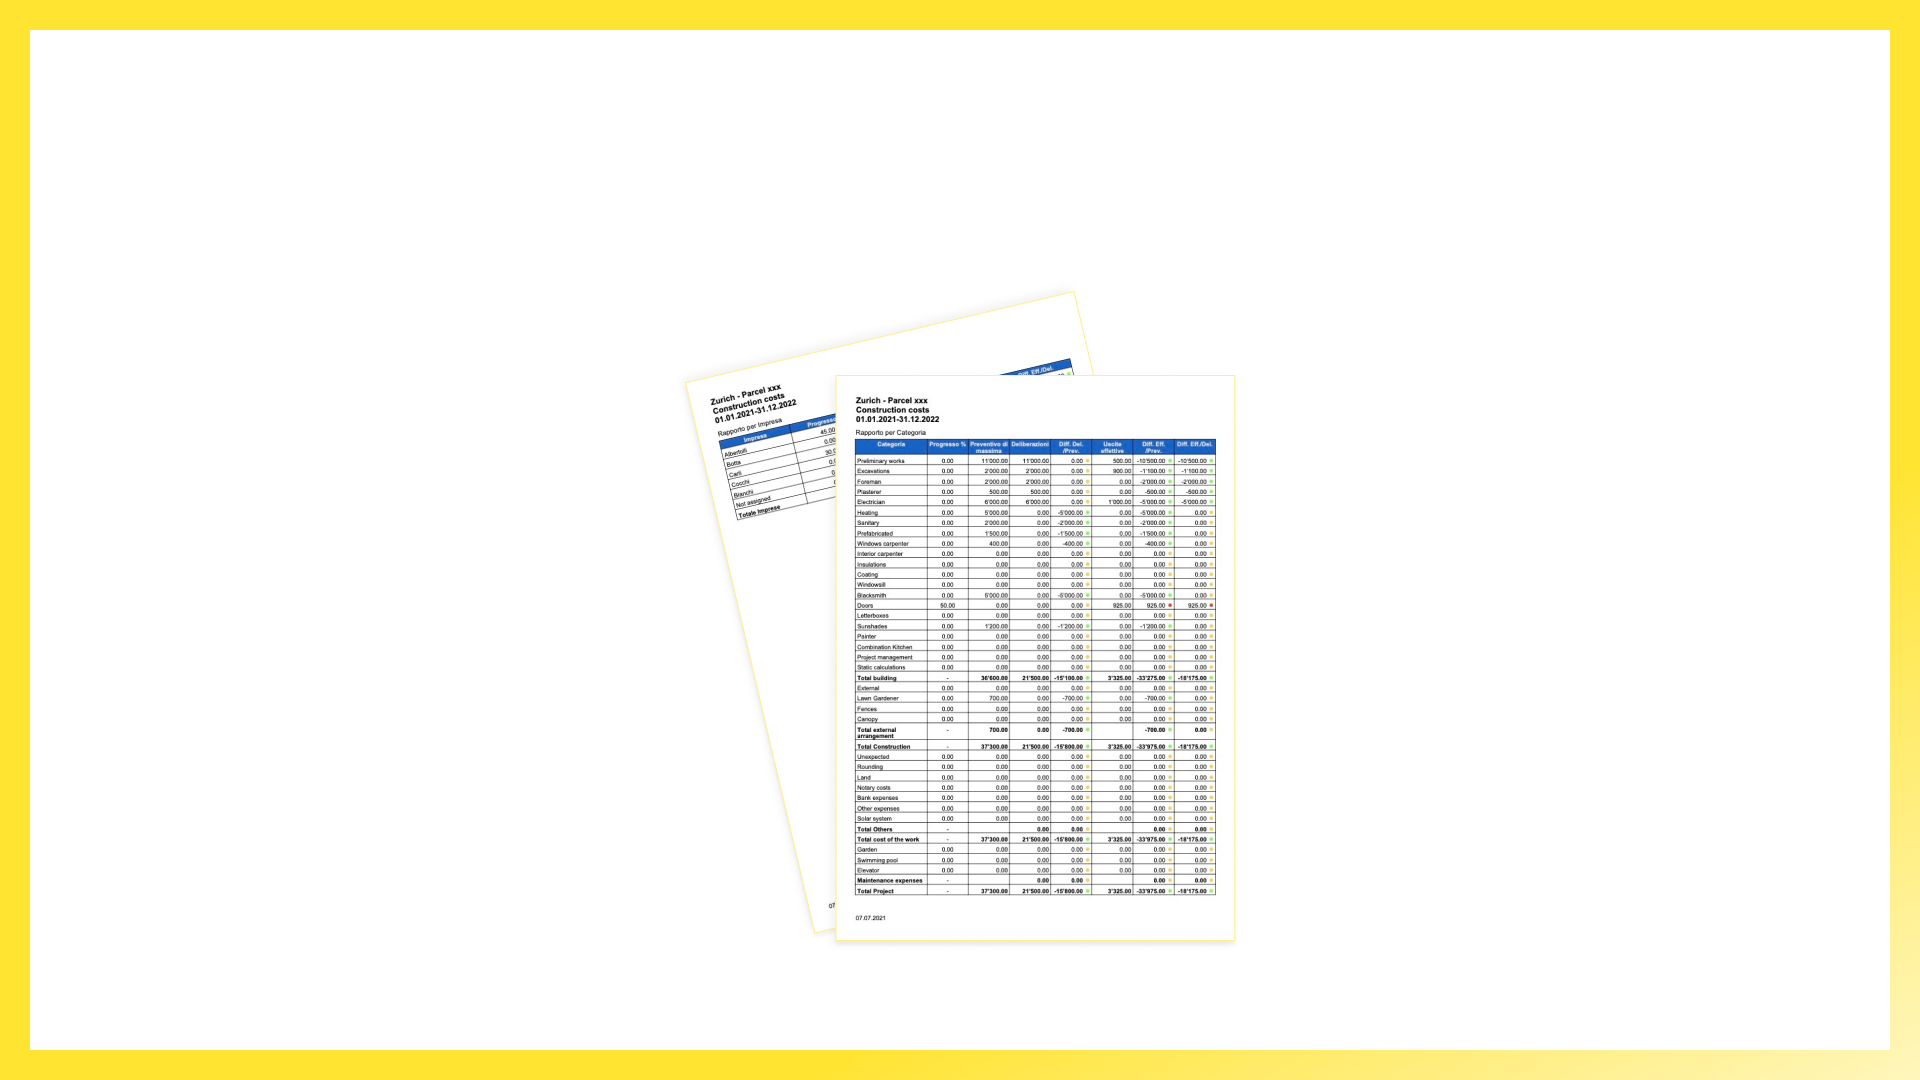 Zurich - Parcel xxx
Construction costs
01.01.2021-31.12.2022
Rapporto per Impresa
Impresa Progresso
Albertolli 45.00
Botta 0.00
Carli 30.0
Cocchi 0.0
Bianchi 0
Not assigned
Totale Imprese
Diff. Eff./Del.
07
Zurich - Parcel xxx
Construction costs
01.01.2021-31.12.2022
Rapporto per Categoria
Categoria Progresso % Preventivo di massima Deliberazioni Diff. Del. /Prev. Uscite effettive Diff. Eff. /Prev. Diff. Eff./Del.
Preliminary works 0.00 11'000.00 11'000.00 0.00 500.00 -10'500.00 -10'500.00
Excavations 0.00 2'000.00 2'000.00 0.00 900.00 -1'100.00 -1'100.00
Foreman 0.00 2'000.00 2'000.00 0.00 0.00 -2'000.00 -2'000.00
Plasterer 0.00 500.00 500.00 0.00 0.00 -500.00 -500.00
Electrician 0.00 6'000.00 6'000.00 0.00 1'000.00 -5'000.00 -5'000.00
Heating 0.00 5'000.00 0.00 -5'000.00 0.00 -5'000.00 0.00
Sanitary 0.00 2'000.00 0.00 -2'000.00 0.00 -2'000.00 0.00
Prefabricated 0.00 1'500.00 0.00 -1'500.00 0.00 -1'500.00 0.00
Windows carpenter 0.00 400.00 0.00 -400.00 0.00 -400.00 0.00
Interior carpenter 0.00 0.00 0.00 0.00 0.00 0.00 0.00
Insulations 0.00 0.00 0.00 0.00 0.00 0.00 0.00
Coating 0.00 0.00 0.00 0.00 0.00 0.00 0.00
Windowsill 0.00 0.00 0.00 0.00 0.00 0.00 0.00
Blacksmith 0.00 5'000.00 0.00 -5'000.00 0.00 -5'000.00 0.00
Doors 50.00 0.00 0.00 0.00 925.00 925.00 925.00
Letterboxes 0.00 0.00 0.00 0.00 0.00 0.00 0.00
Sunshades 0.00 1'200.00 0.00 -1'200.00 0.00 -1'200.00 0.00
Painter 0.00 0.00 0.00 0.00 0.00 0.00 0.00
Combination Kitchen 0.00 0.00 0.00 0.00 0.00 0.00 0.00
Project management 0.00 0.00 0.00 0.00 0.00 0.00 0.00
Static calculations 0.00 0.00 0.00 0.00 0.00 0.00 0.00
Total building - 36'600.00 21'500.00 -15'100.00 3'325.00 -33'275.00 -18'175.00
External 0.00 0.00 0.00 0.00 0.00 0.00 0.00
Lawn Gardener 0.00 700.00 0.00 -700.00 0.00 -700.00 0.00
Fences 0.00 0.00 0.00 0.00 0.00 0.00 0.00
Canopy 0.00 0.00 0.00 0.00 0.00 0.00 0.00
Total external arrangement - 700.00 0.00 -700.00 -700.00 0.00
Total Construction - 37'300.00 21'500.00 -15'800.00 3'325.00 -33'975.00 -18'175.00
Unexpected 0.00 0.00 0.00 0.00 0.00 0.00 0.00
Rounding 0.00 0.00 0.00 0.00 0.00 0.00 0.00
Land 0.00 0.00 0.00 0.00 0.00 0.00 0.00
Notary costs 0.00 0.00 0.00 0.00 0.00 0.00 0.00
Bank expenses 0.00 0.00 0.00 0.00 0.00 0.00 0.00
Other expenses 0.00 0.00 0.00 0.00 0.00 0.00 0.00
Solar system 0.00 0.00 0.00 0.00 0.00 0.00 0.00
Total Others - 0.00 0.00 0.00 0.00
Total cost of the work - 37'300.00 21'500.00 -15'800.00 3'325.00 -33'975.00 -18'175.00
Garden 0.00 0.00 0.00 0.00 0.00 0.00 0.00
Swimming pool 0.00 0.00 0.00 0.00 0.00 0.00 0.00
Elevator 0.00 0.00 0.00 0.00 0.00 0.00 0.00
Maintenance expenses - 0.00 0.00 0.00 0.00
Total Project - 37'300.00 21'500.00 -15'800.00 3'325.00 -33'975.00 -18'175.00
07.07.2021